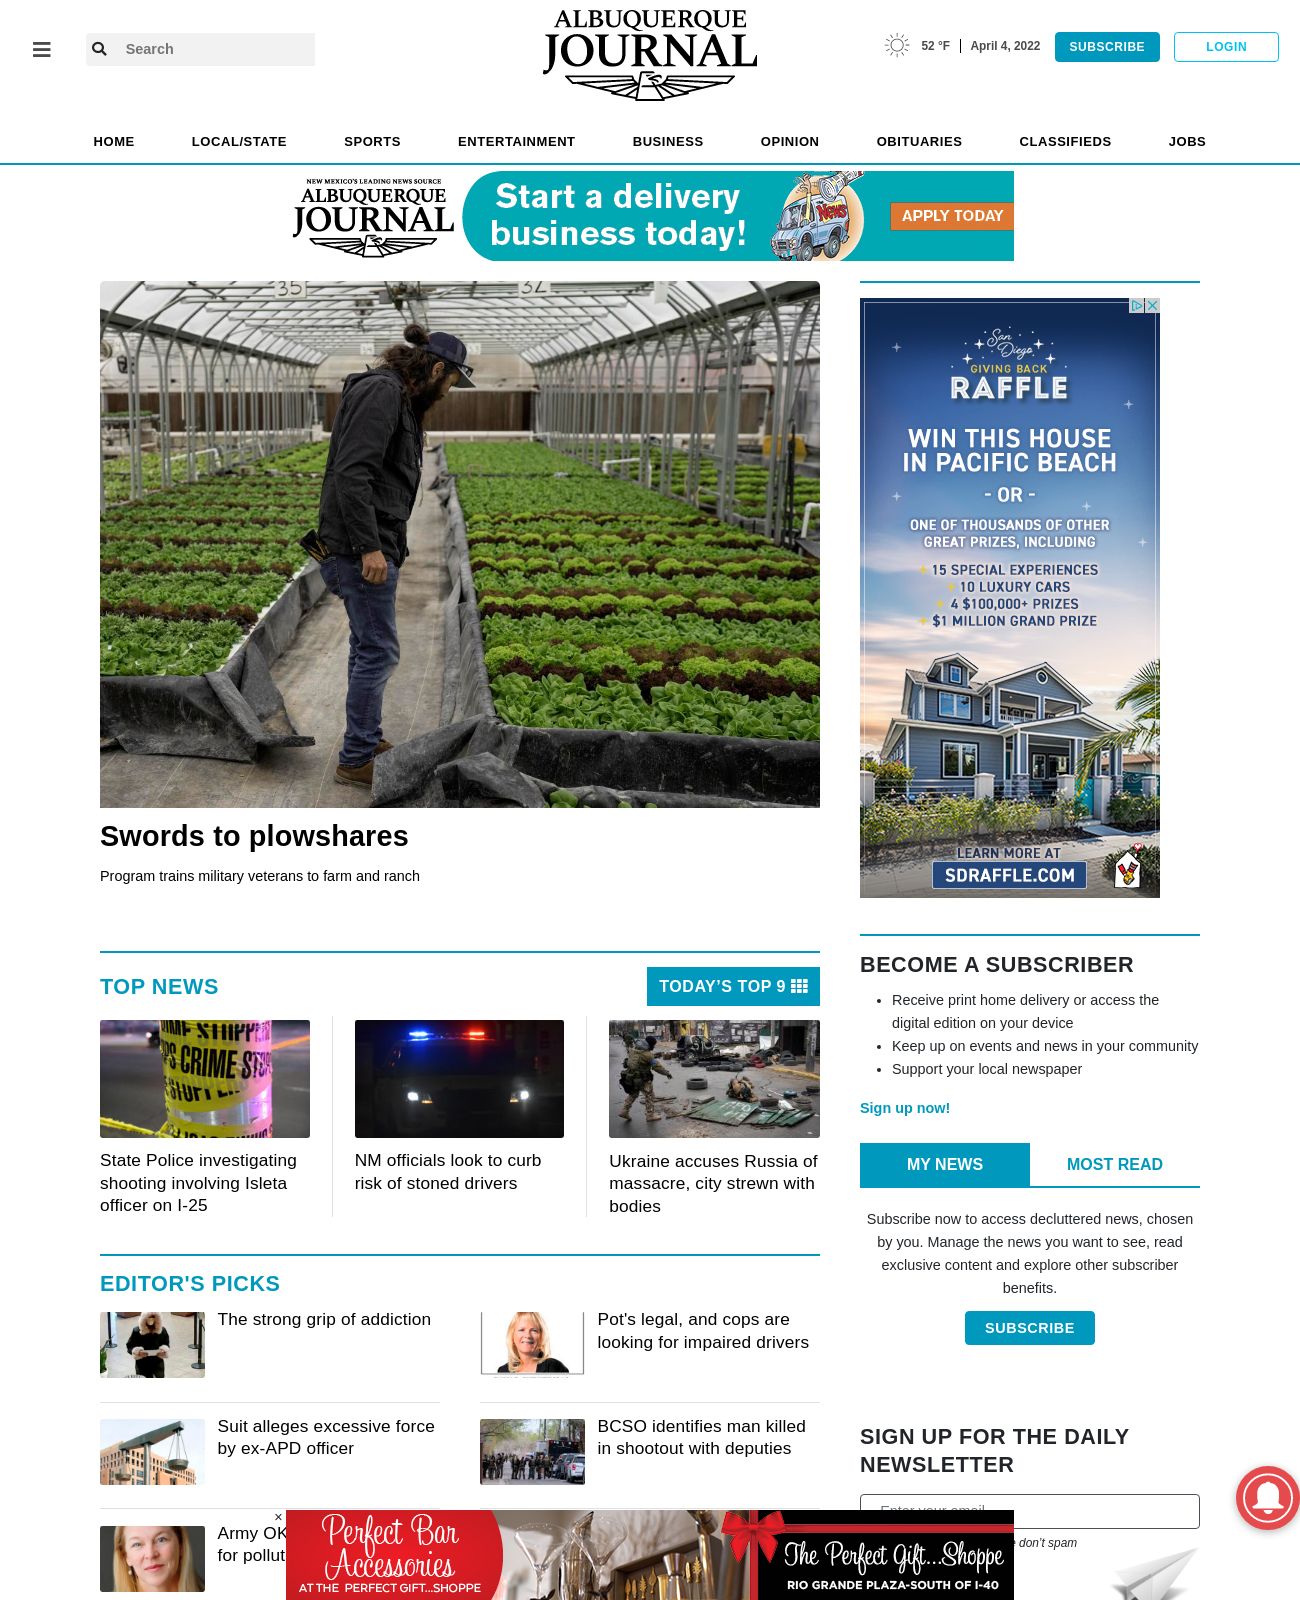 Search
ALBUQUERQUE
JOURNAL
52 °F
April 4, 2022
SUBSCRIBE
LOGIN
HOME
LOCAL/STATE
SPORTS
ENTERTAINMENT
BUSINESS
OPINION
OBITUARIES
CLASSIFIEDS
JOBS
NEW MEXICO'S LEADING NEWS SOURCE
ALBUQUERQUE
JOURNAL
Start a delivery
business today!
NEWS
APPLY TODAY
35
32
Swords to plowshares
Program trains military veterans to farm and ranch
San
Diego
GIVING BACK
RAFFLE
WIN THIS HOUSE
IN PACIFIC BEACH
- OR -
ONE OF THOUSANDS OF OTHER
GREAT PRIZES, INCLUDING
15 SPECIAL EXPERIENCES
10 LUXURY CARS
4 $100,000+ PRIZES
$1 MILLION GRAND PRIZE
LEARN MORE AT
SDRAFFLE.COM
TOP NEWS
TODAY’S TOP 9
CRIME
State Police investigating
shooting involving Isleta
officer on I-25
NM officials look to curb
risk of stoned drivers
Ukraine accuses Russia of
massacre, city strewn with
bodies
EDITOR'S PICKS
The strong grip of addiction
Pot's legal, and cops are
looking for impaired drivers
Suit alleges excessive force
by ex-APD officer
BCSO identifies man killed
in shootout with deputies
Army OK
for pollut
BECOME A SUBSCRIBER
Receive print home delivery or access the
digital edition on your device
Keep up on events and news in your community
Support your local newspaper
Sign up now!
MY NEWS
MOST READ
Subscribe now to access decluttered news, chosen
by you. Manage the news you want to see, read
exclusive content and explore other subscriber
benefits.
SUBSCRIBE
SIGN UP FOR THE DAILY
NEWSLETTER
Enter your email
don’t spam
×
Perfect Bar
Accessories
AT THE PERFECT GIFT...SHOPPE
The Perfect Gift...Shoppe
RIO GRANDE PLAZA-SOUTH OF I-40